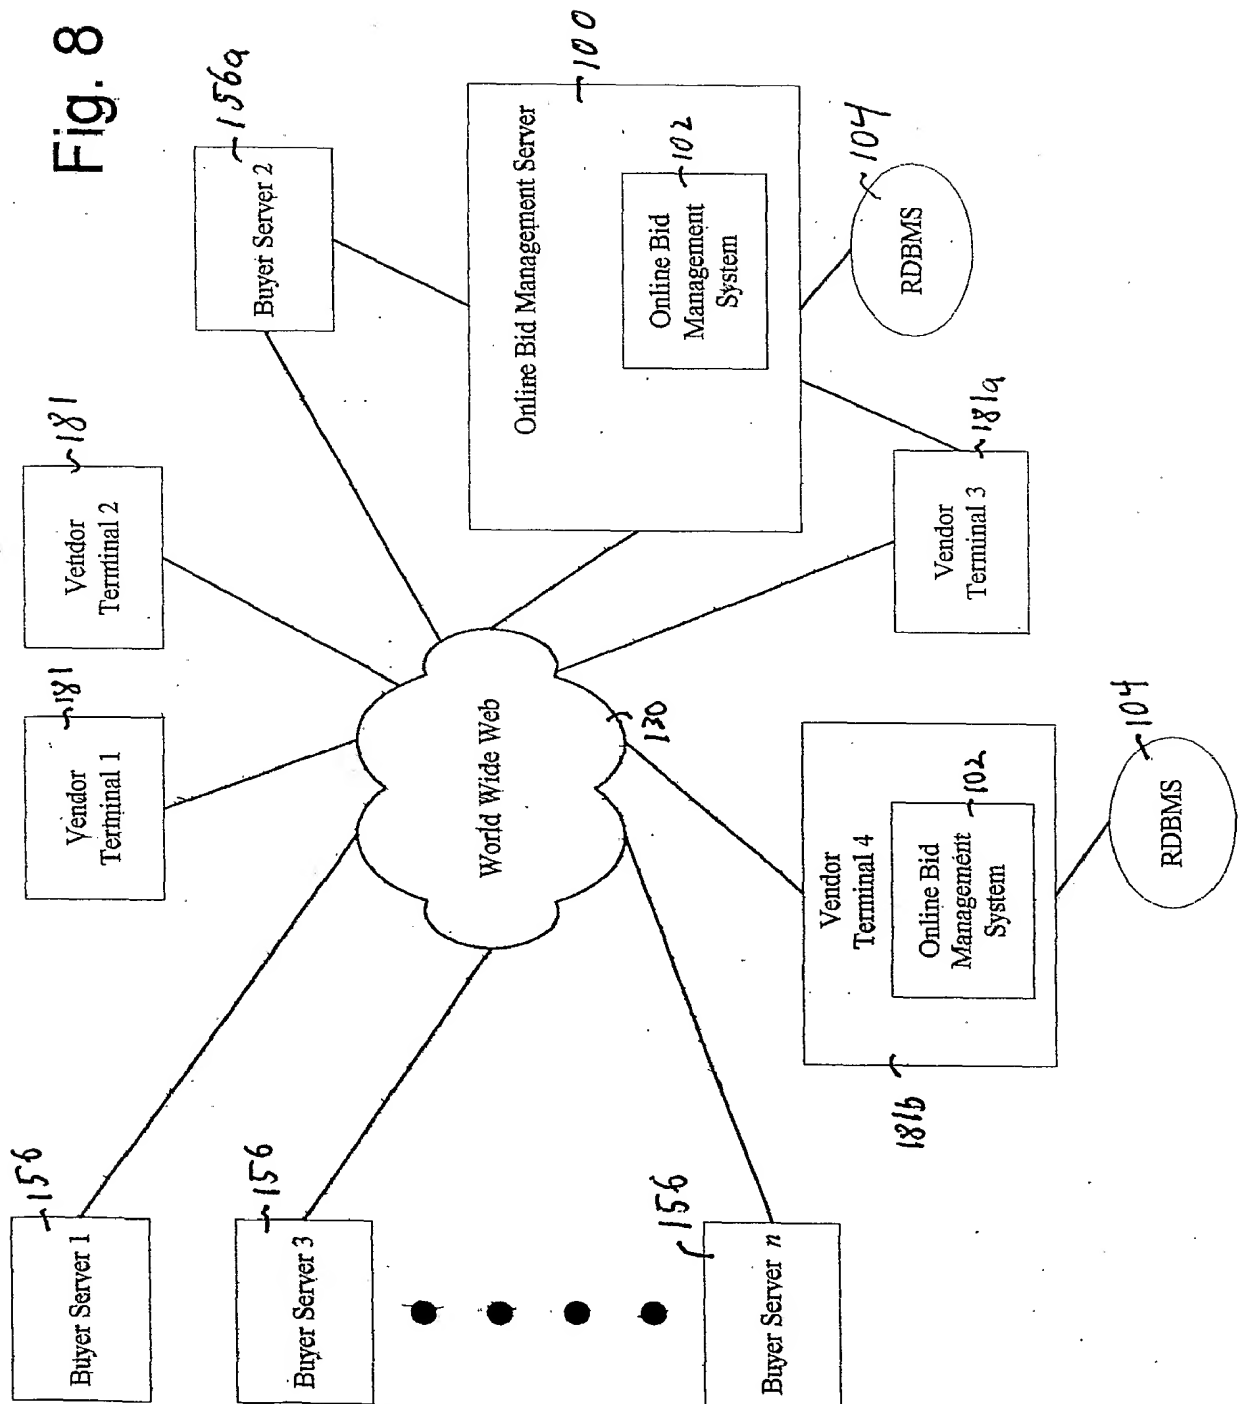 Fig. 8
Buyer Server 1
156
Buyer Server 3
156
Buyer Server n
156
Vendor
Terminal 1
181
Vendor
Terminal 2
181
Buyer Server 2
156a
World Wide Web
130
Online Bid Management Server
100
Online Bid
Management
System
102
RDBMS
104
Vendor
Terminal 3
181a
Vendor
Terminal 4
181b
Online Bid
Management
System
102
RDBMS
104